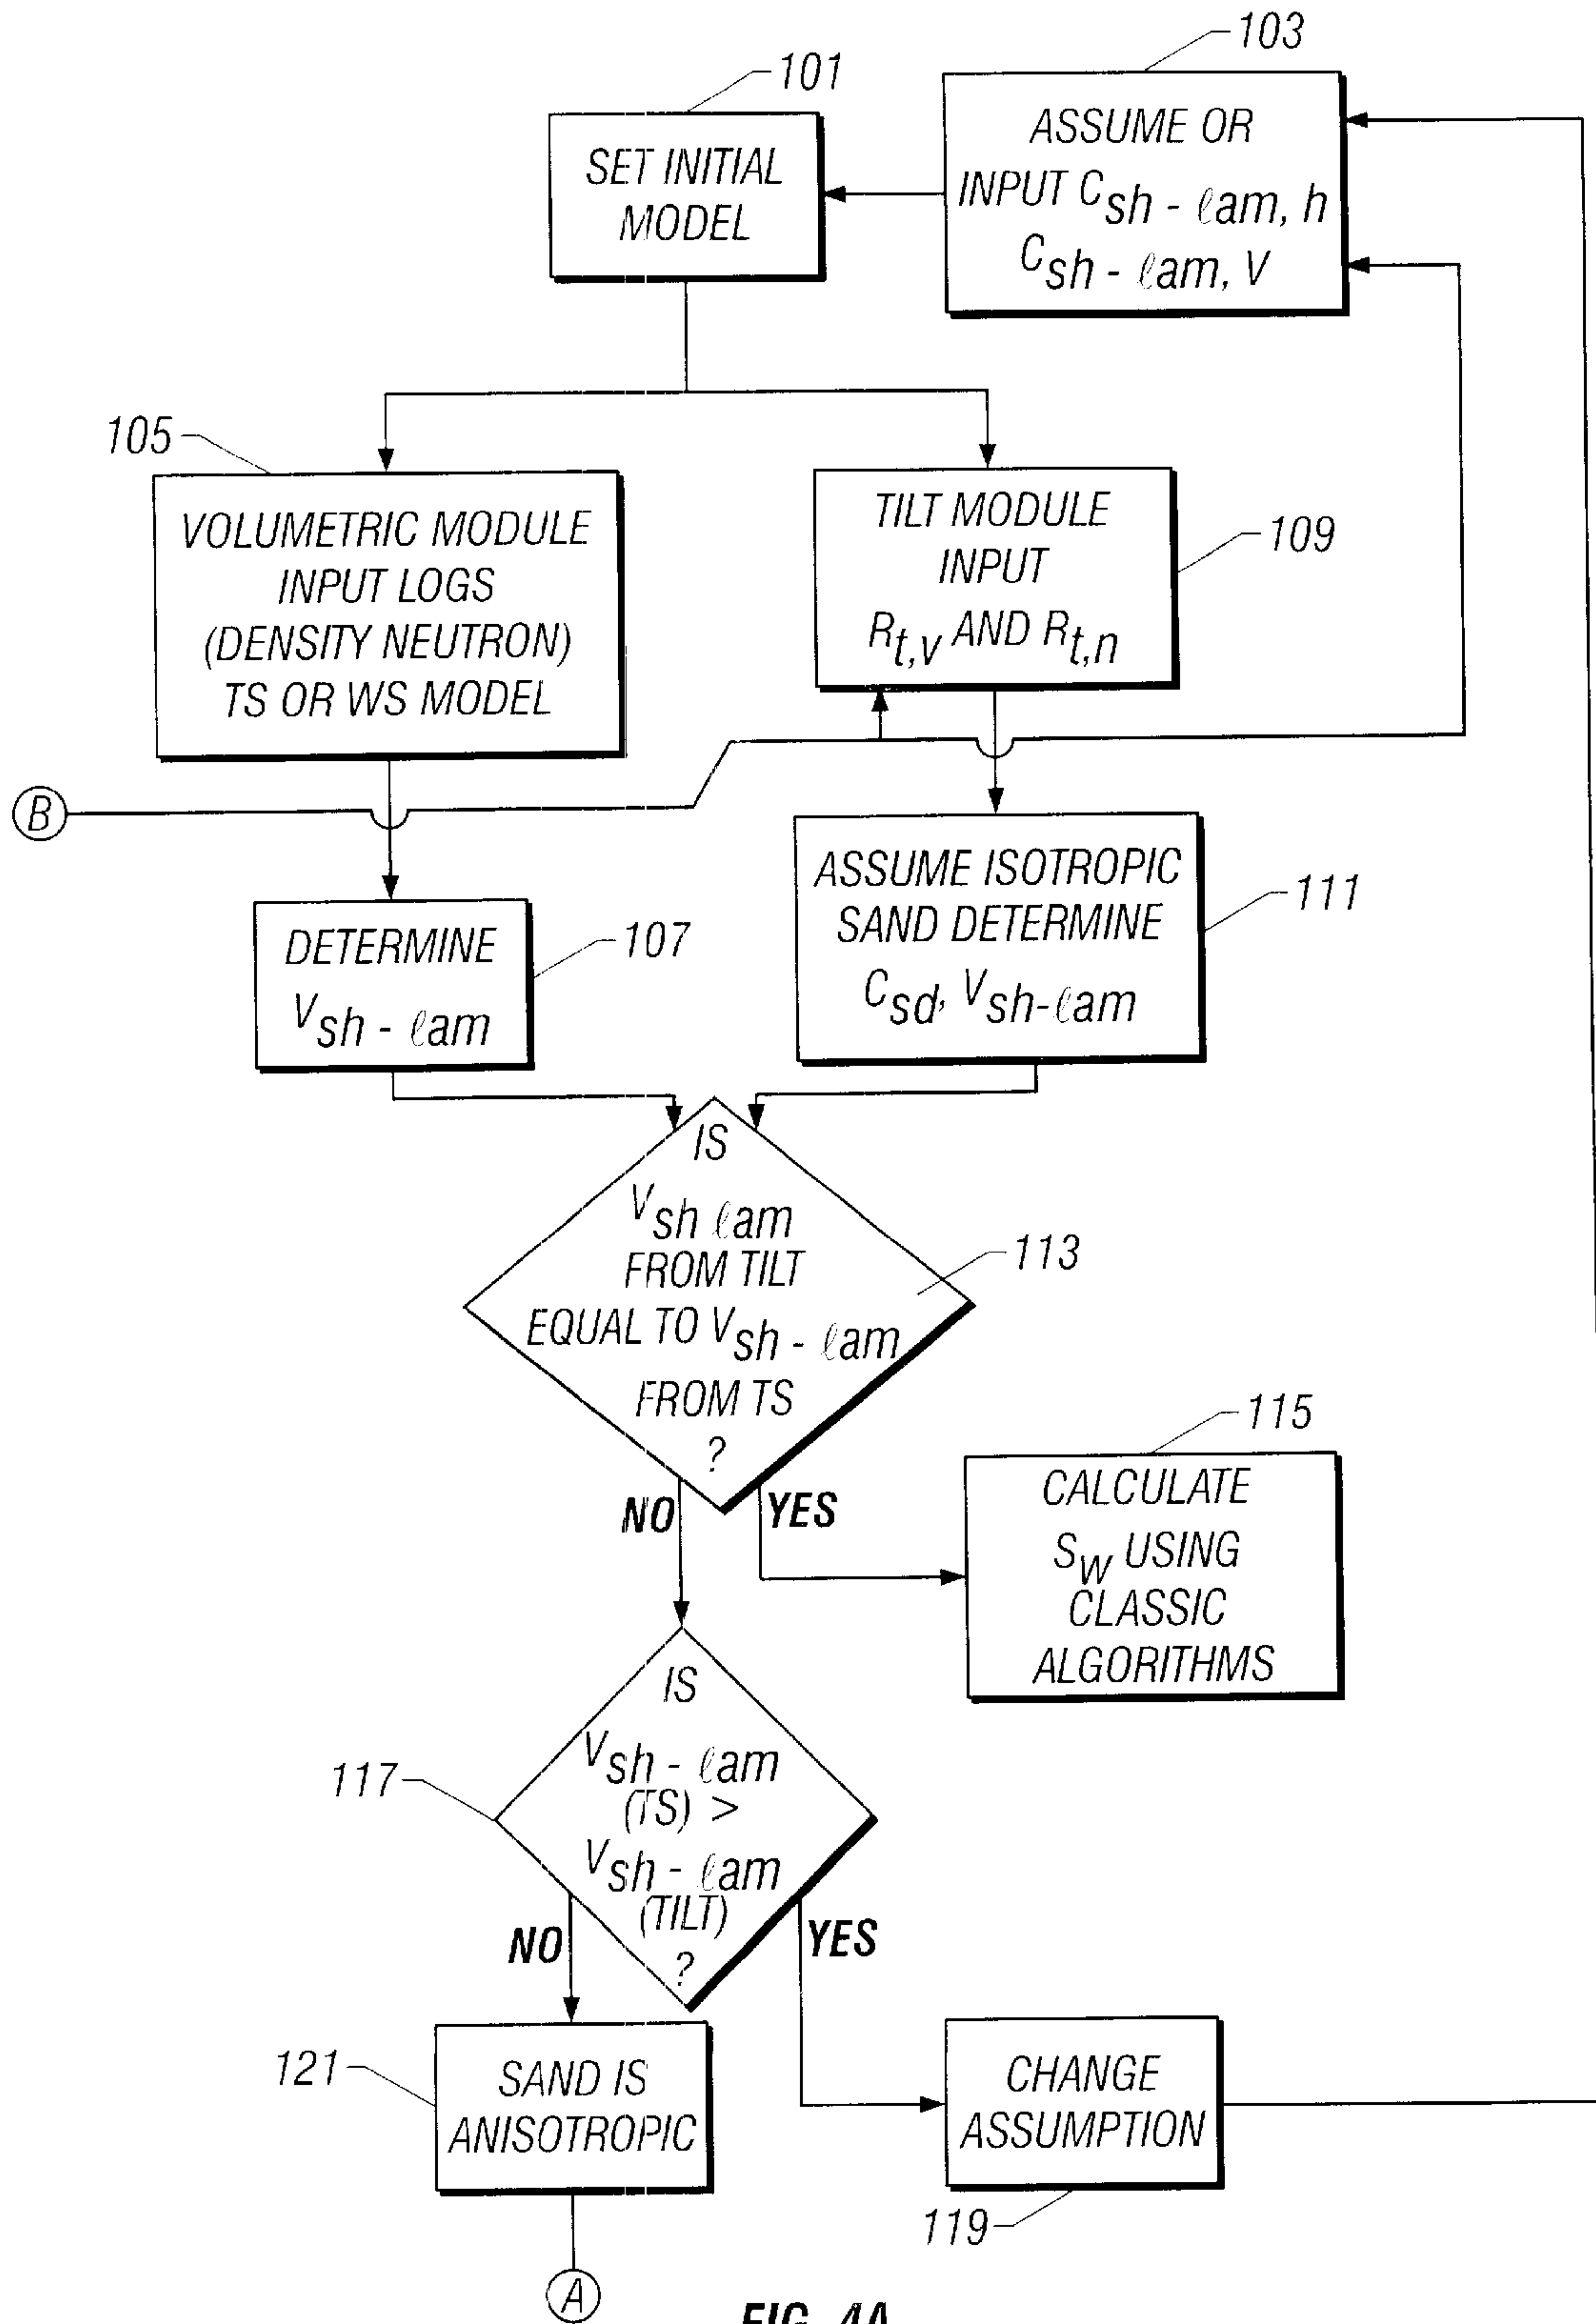 103
101
ASSUME OR
INPUT Csh - ℓam, h
Csh - ℓam, V
SET INITIAL
MODEL
105
VOLUMETRIC MODULE
INPUT LOGS
(DENSITY NEUTRON)
TS OR WS MODEL
TILT MODULE
INPUT
Rt,v AND Rt,n
109
B
DETERMINE
Vsh - ℓam
107
ASSUME ISOTROPIC
SAND DETERMINE
Csd, Vsh-ℓam
111
IS
Vsh ℓam
FROM TILT
EQUAL TO Vsh - ℓam
FROM TS
?
113
NO
YES
115
CALCULATE
SW USING
CLASSIC
ALGORITHMS
117
IS
Vsh - ℓam
(TS) >
Vsh - ℓam
(TILT)
?
NO
YES
121
SAND IS
ANISOTROPIC
CHANGE
ASSUMPTION
119
A
FIG. 4A